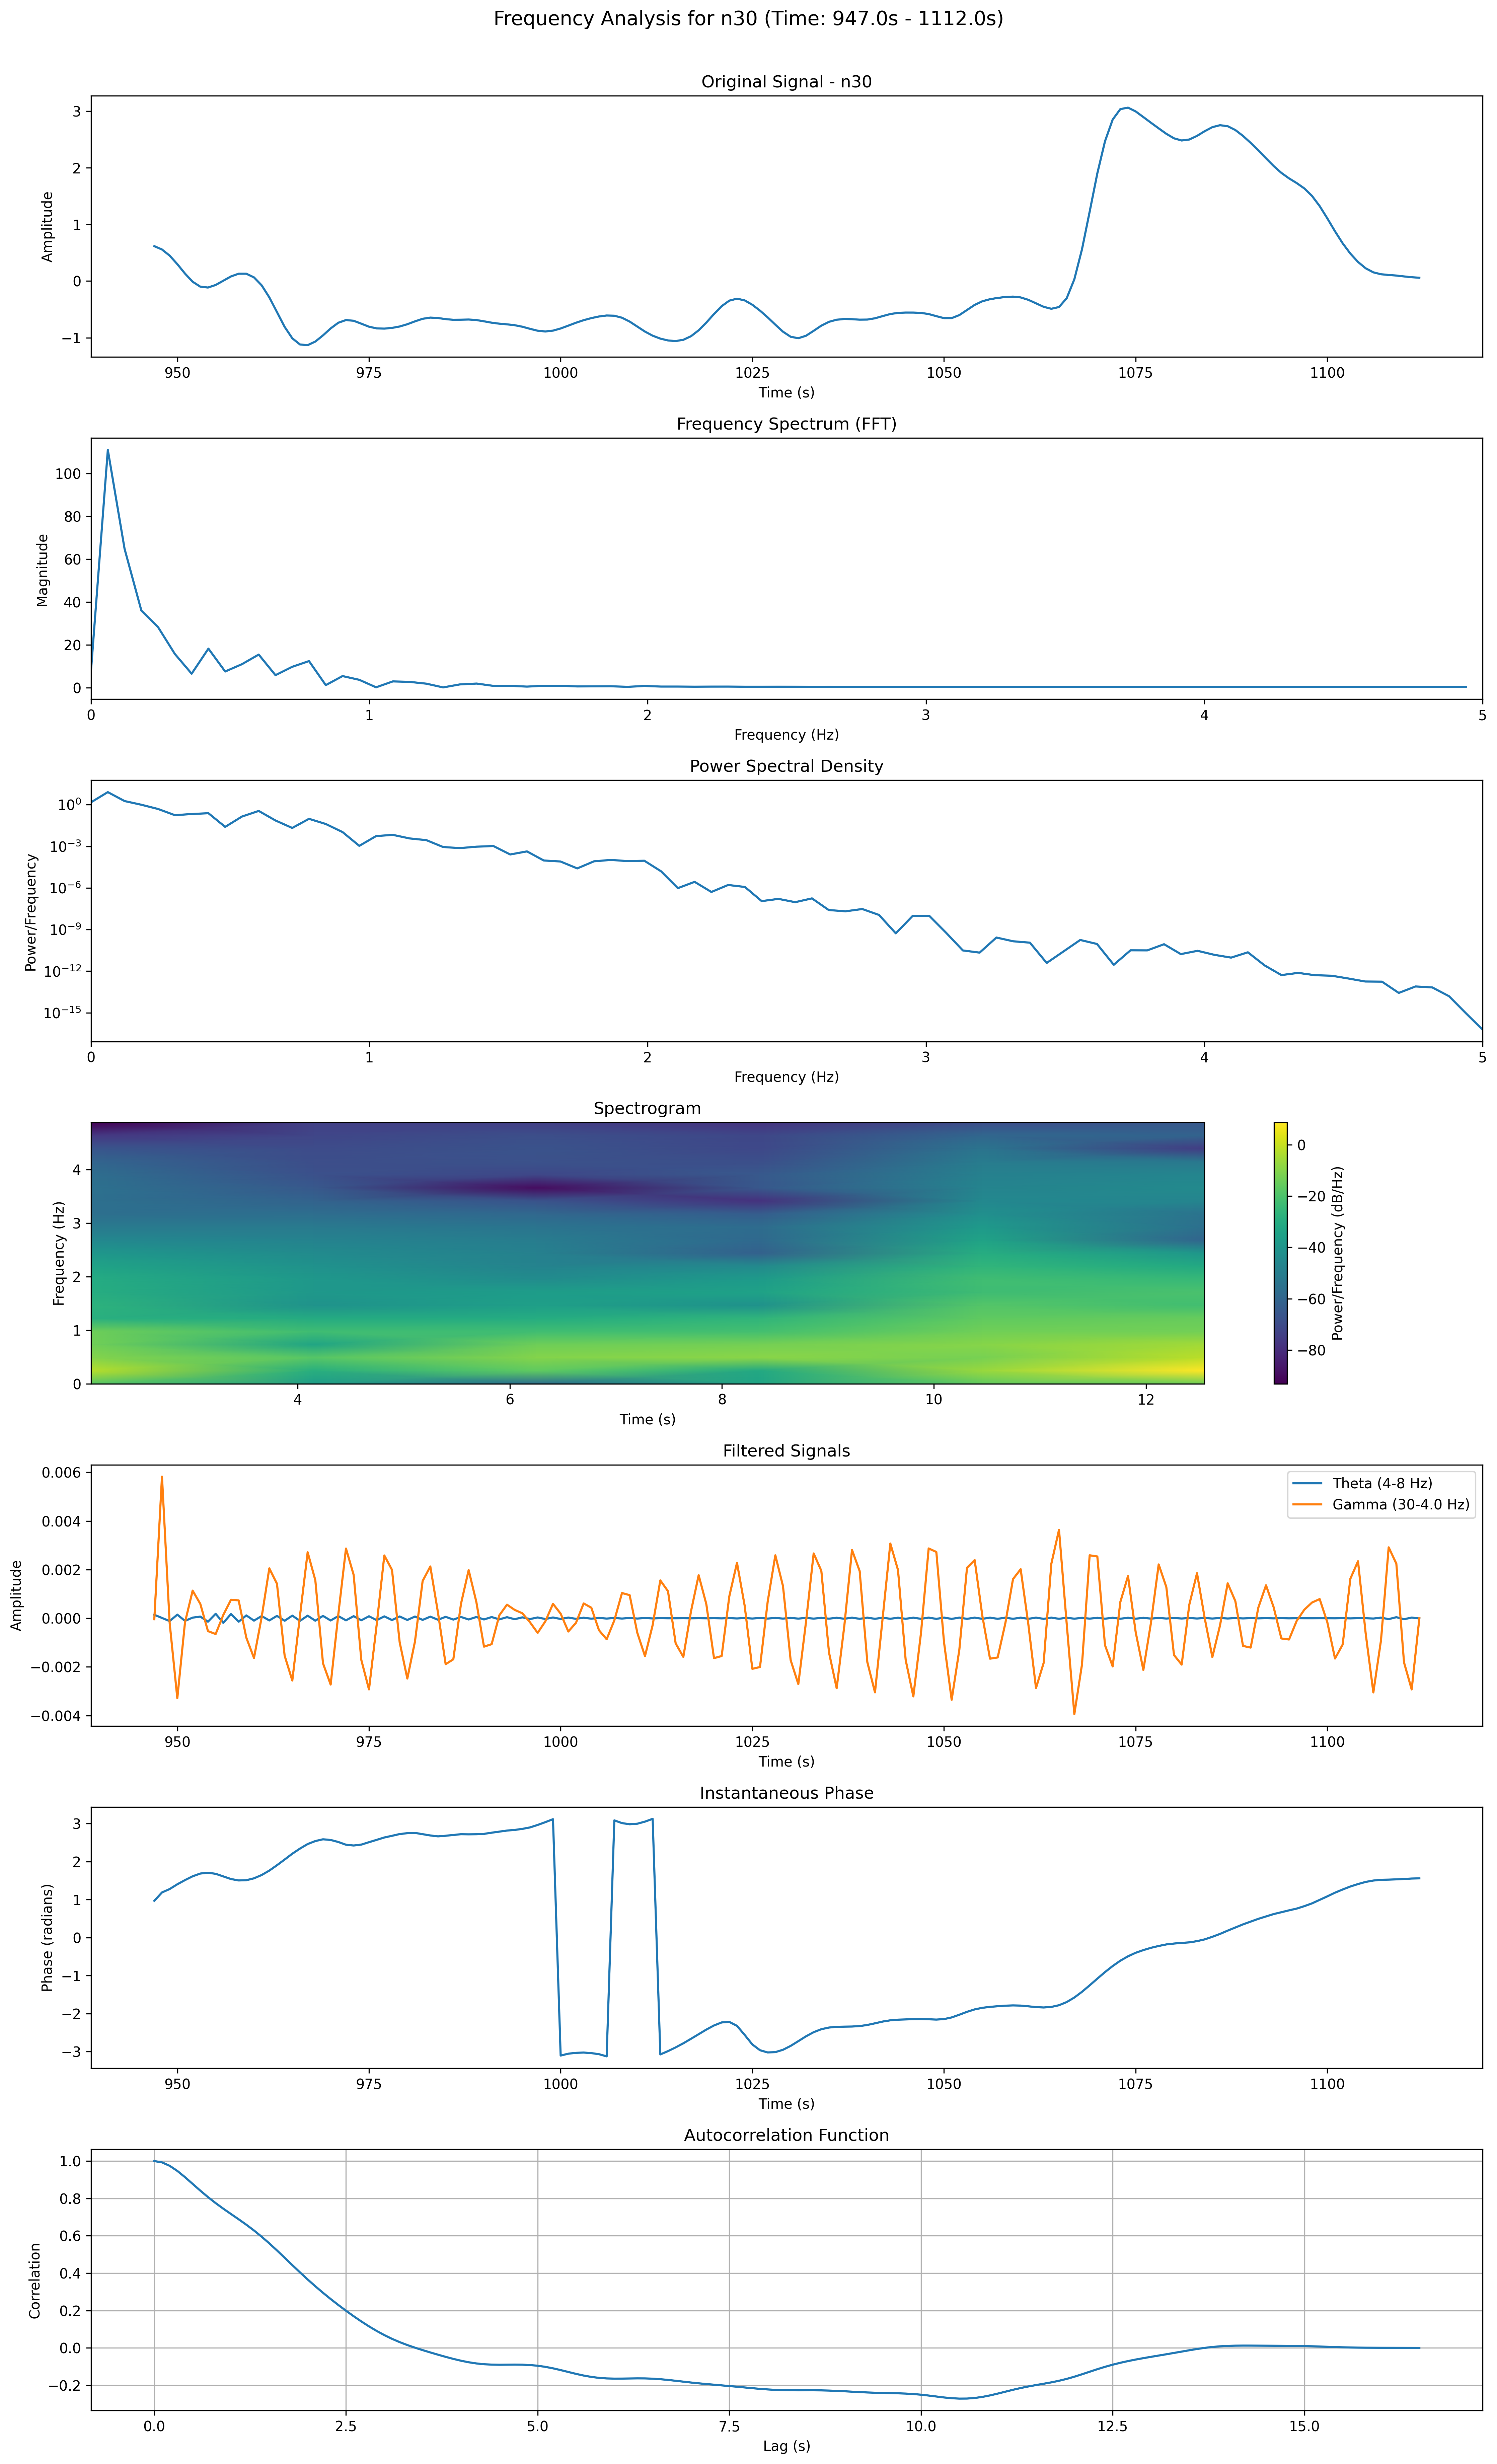 Frequency Analysis for n30 (Time: 947.0s - 1112.0s)
Original Signal - n30
Amplitude
3
2
1
0
−1
950 975 1000 1025 1050 1075 1100
Time (s)
Frequency Spectrum (FFT)
Magnitude
100
80
60
40
20
0
0 1 2 3 4 5
Frequency (Hz)
Power Spectral Density
Power/Frequency
10⁰
10⁻³
10⁻⁶
10⁻⁹
10⁻¹²
10⁻¹⁵
0 1 2 3 4 5
Frequency (Hz)
Spectrogram
Frequency (Hz)
4
3
2
1
0
4 6 8 10 12
Time (s)
0
−20
−40
−60
−80
Power/Frequency (dB/Hz)
Filtered Signals
Amplitude
0.006
0.004
0.002
0.000
−0.002
−0.004
Theta (4-8 Hz)
Gamma (30-4.0 Hz)
950 975 1000 1025 1050 1075 1100
Time (s)
Instantaneous Phase
Phase (radians)
3
2
1
0
−1
−2
−3
950 975 1000 1025 1050 1075 1100
Time (s)
Autocorrelation Function
Correlation
1.0
0.8
0.6
0.4
0.2
0.0
−0.2
0.0 2.5 5.0 7.5 10.0 12.5 15.0
Lag (s)